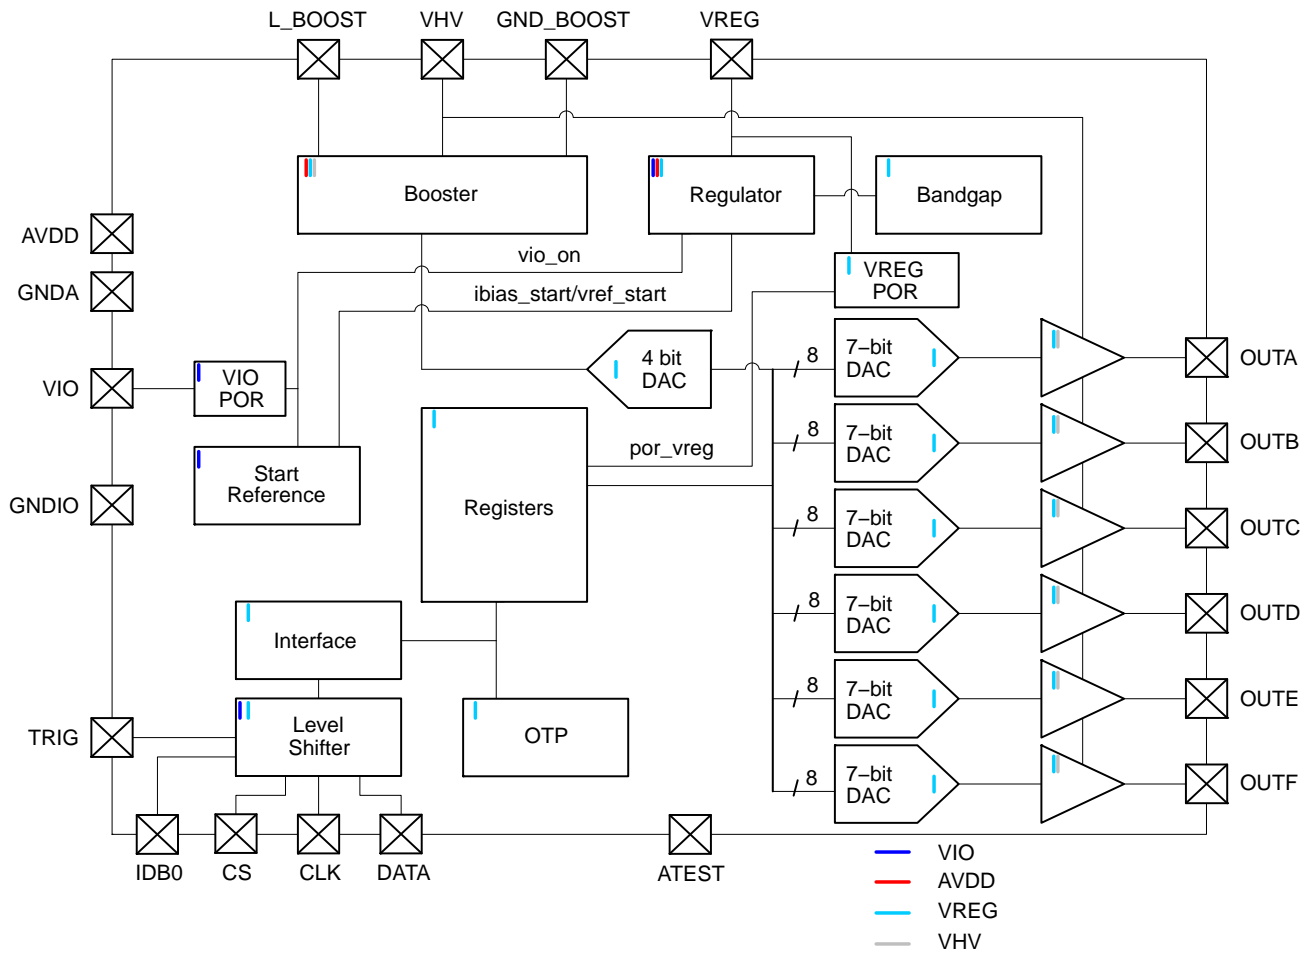 L_BOOST
VHV
GND_BOOST
VREG
Booster
Regulator
Bandgap
AVDD
GNDA
vio_on
VREG
POR
ibias_start/vref_start
VIO
VIO
POR
4 bit
DAC
8
7–bit
DAC
OUTA
Start
Reference
Registers
por_vreg
8
7–bit
DAC
OUTB
GNDIO
8
7–bit
DAC
OUTC
Interface
8
7–bit
DAC
OUTD
TRIG
Level
Shifter
OTP
8
7–bit
DAC
OUTE
8
7–bit
DAC
OUTF
IDB0
CS
CLK
DATA
ATEST
VIO
AVDD
VREG
VHV